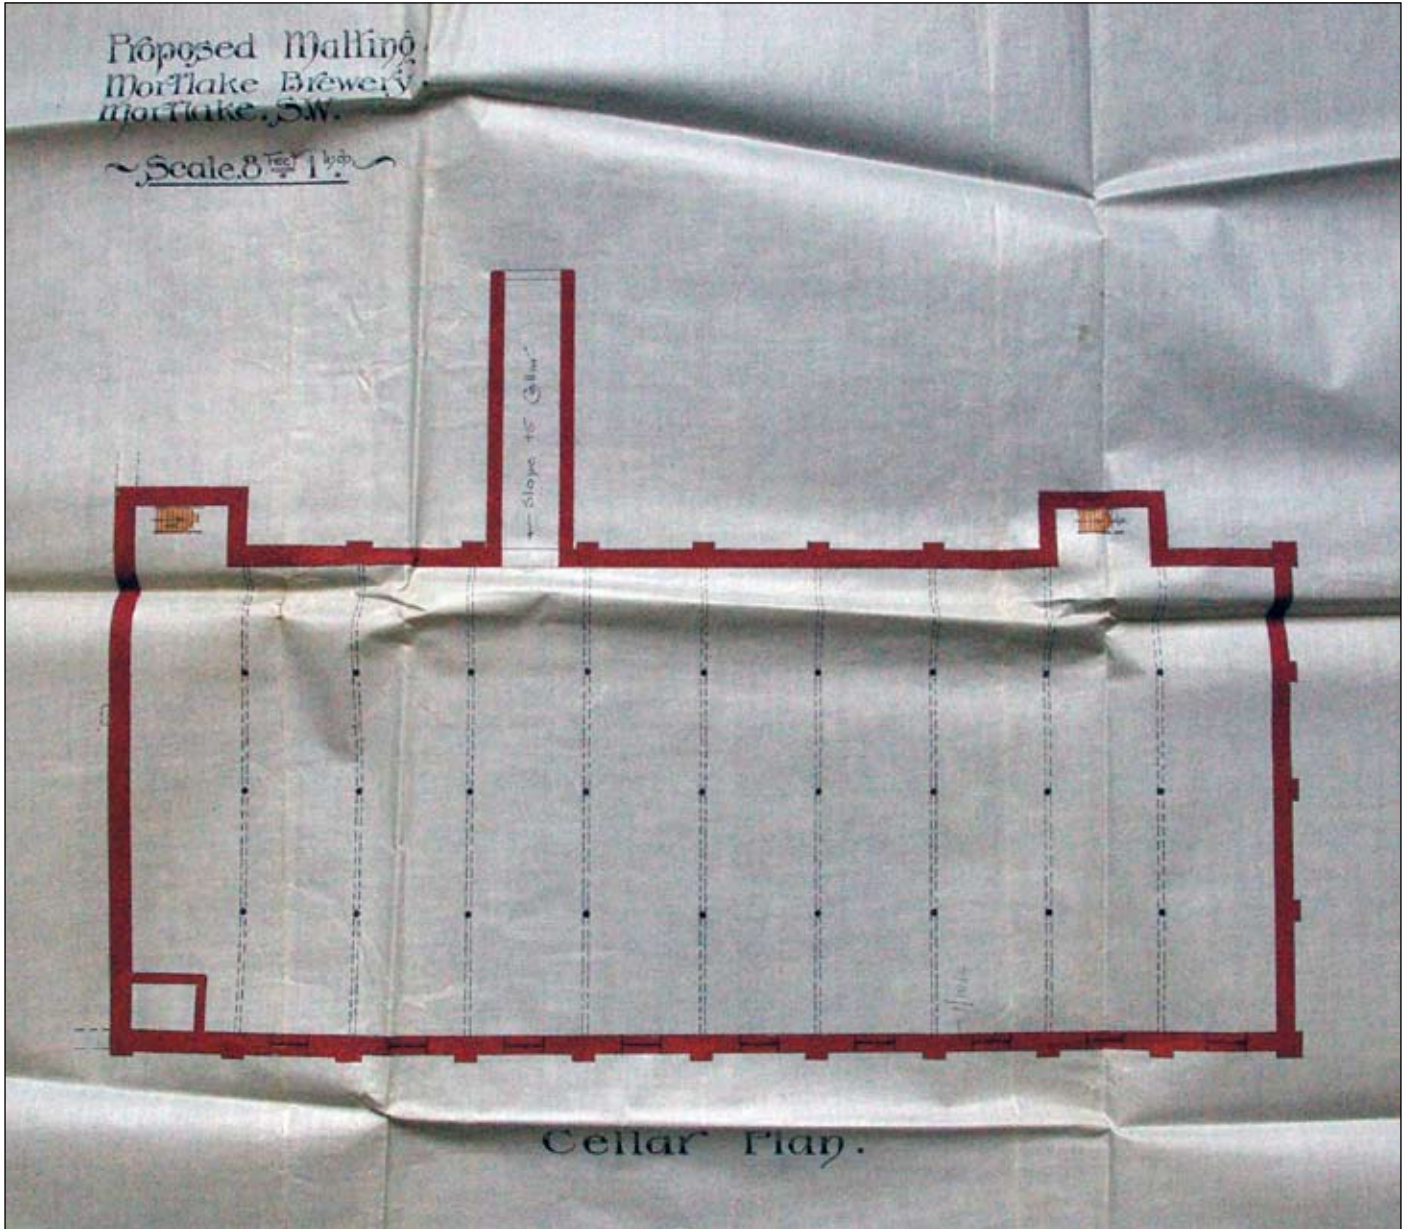 Proposed Malting
Mortlake Brewery.
Mortlake. S.W.
Scale. 8 Feet = 1 Inch.
Slope to Cellar
Cellar Plan.